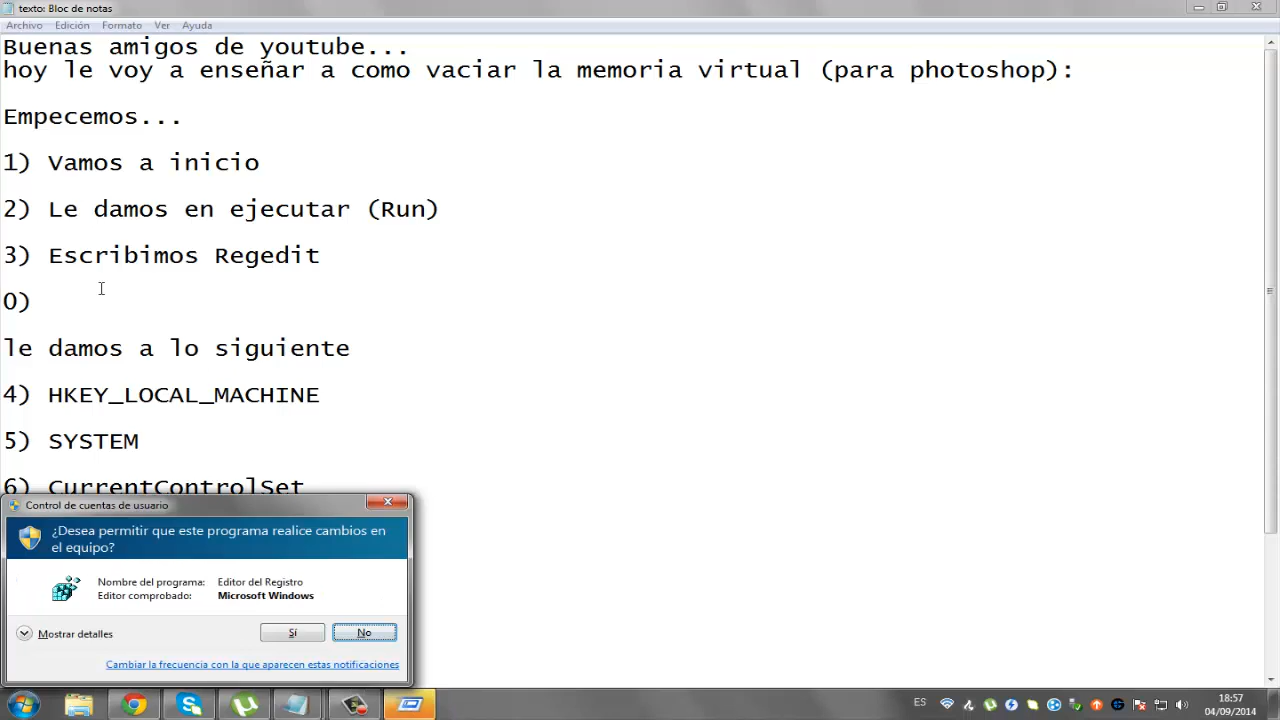 texto: Bloc de notas
Archivo Edición Formato Ver Ayuda
Buenas amigos de youtube...
hoy le voy a enseñar a como vaciar la memoria virtual (para photoshop):
Empecemos...
1) Vamos a inicio
2) Le damos en ejecutar (Run)
3) Escribimos Regedit
0)
le damos a lo siguiente
4) HKEY_LOCAL_MACHINE
5) SYSTEM
6) CurrentControlSet
Control de cuentas de usuario
¿Desea permitir que este programa realice cambios en
el equipo?
Nombre del programa: Editor del Registro
Editor comprobado: Microsoft Windows
Mostrar detalles Sí No
Cambiar la frecuencia con la que aparecen estas notificaciones
ES 18:57
04/09/2014